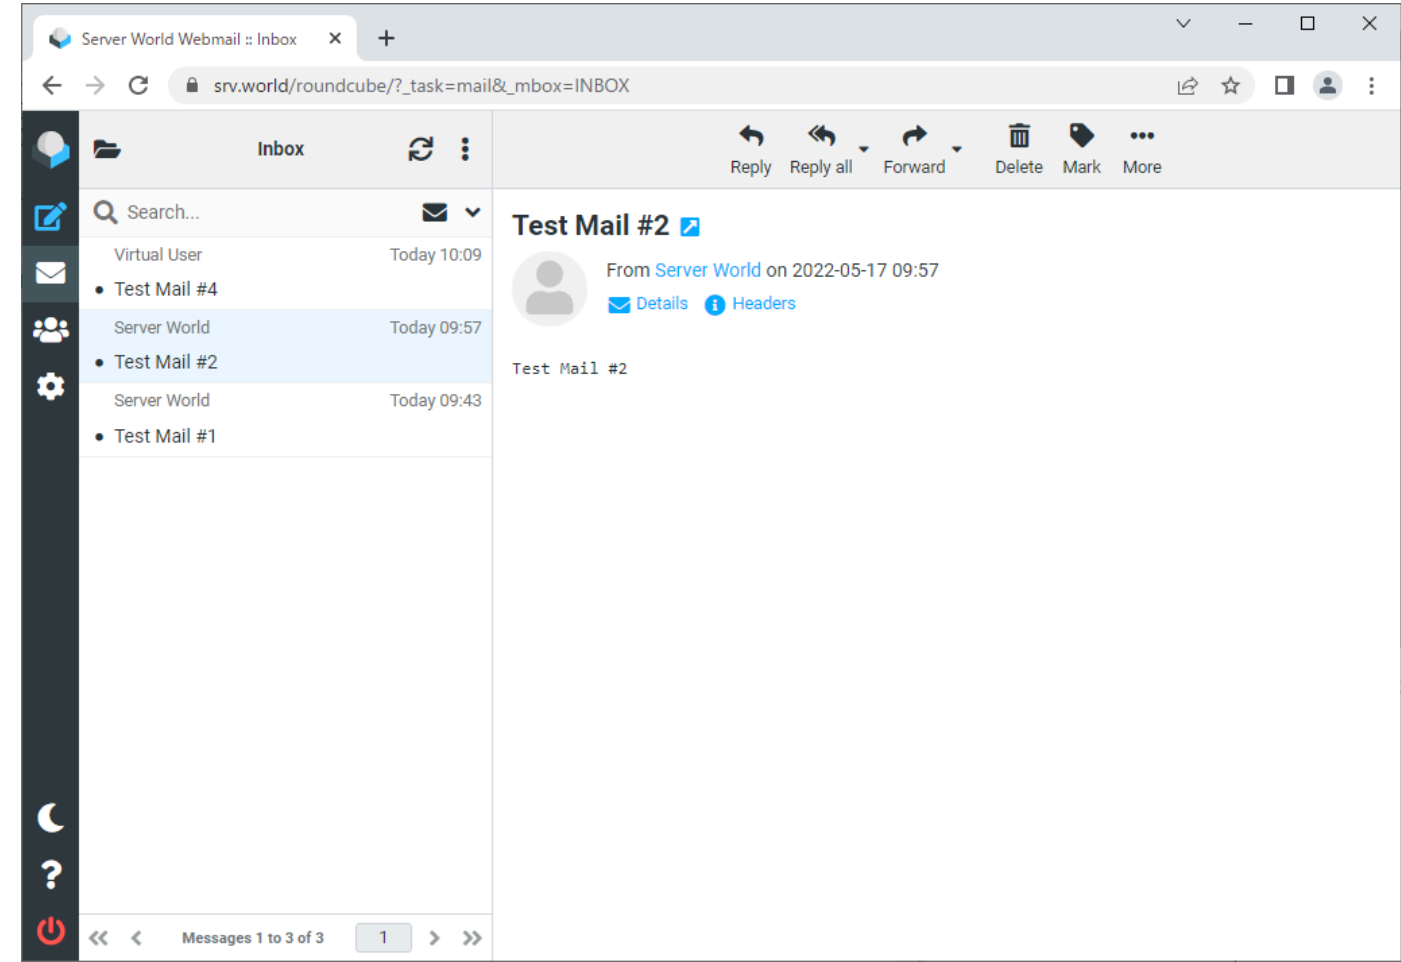 Server World Webmail :: Inbox
srv.world/roundcube/?_task=mail&_mbox=INBOX
Inbox
Reply Reply all Forward Delete Mark More
Search...
Virtual User Today 10:09
Test Mail #4
Server World Today 09:57
Test Mail #2
Server World Today 09:43
Test Mail #1
Messages 1 to 3 of 3 1
Test Mail #2
From Server World on 2022-05-17 09:57
Details Headers
Test Mail #2